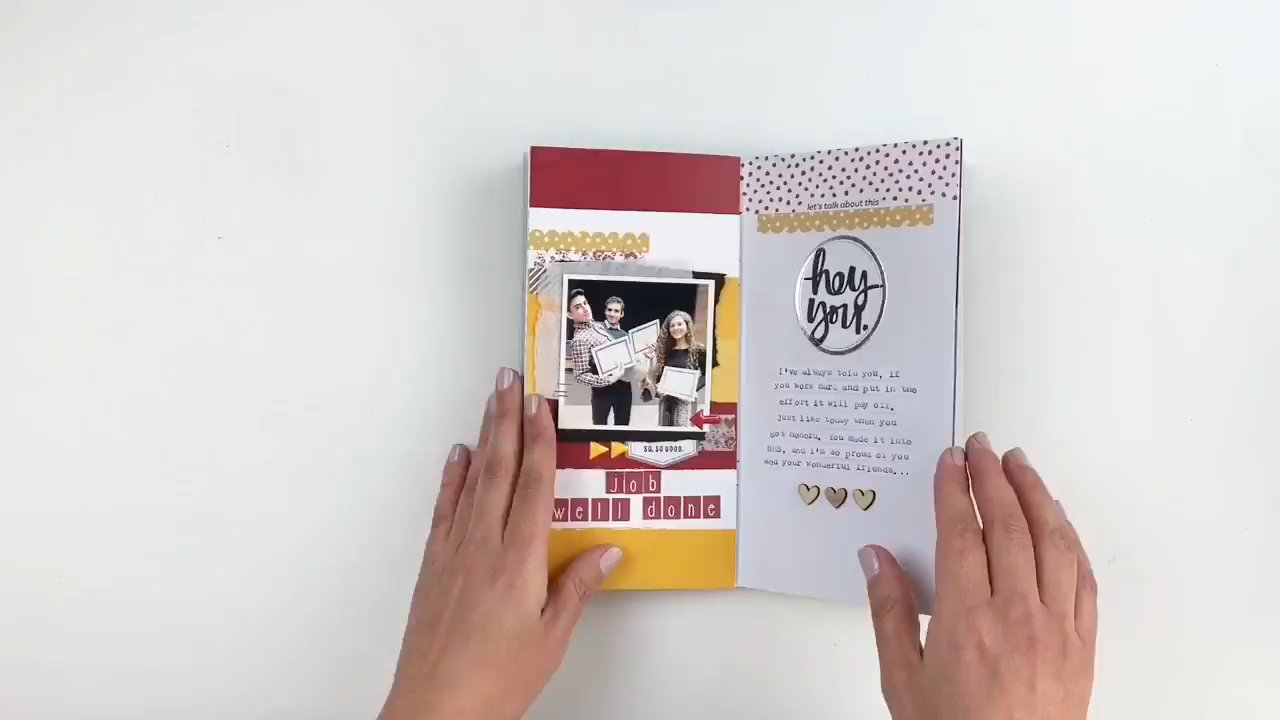 SO. SO GOOD.
job
well done
let's talk about this
hey
you.
I've always told you, if
you work hard and put in the
effort it will pay off.
just like today when you
got honors. You made it into
NHS, and I'm so proud of you
and your wonderful friends...